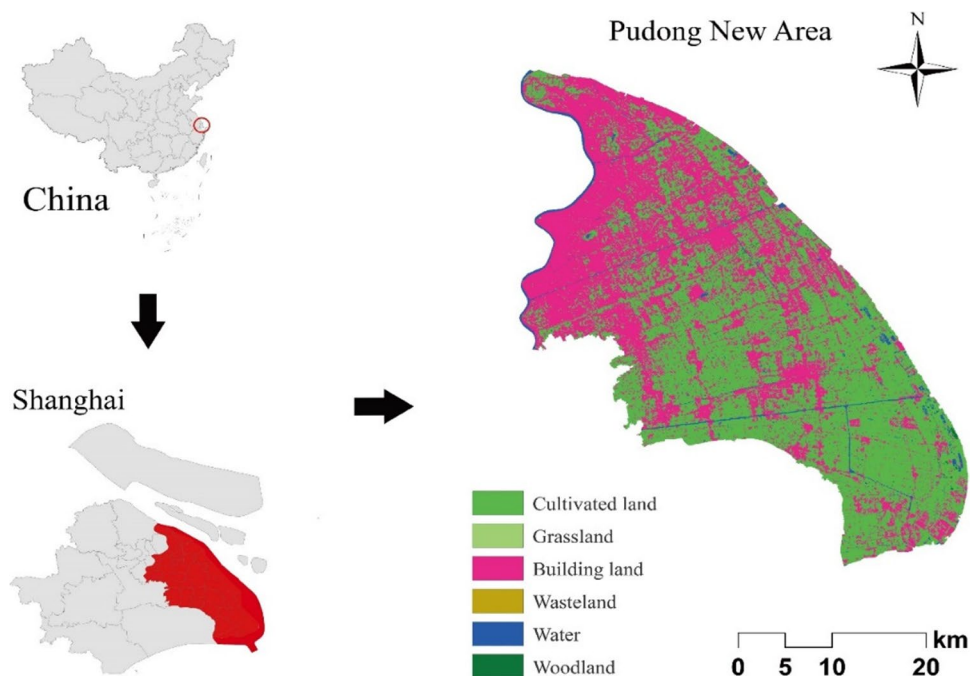 China
Shanghai
Pudong New Area
N
Cultivated land
Grassland
Building land
Wasteland
Water
Woodland
km
0 5 10 20